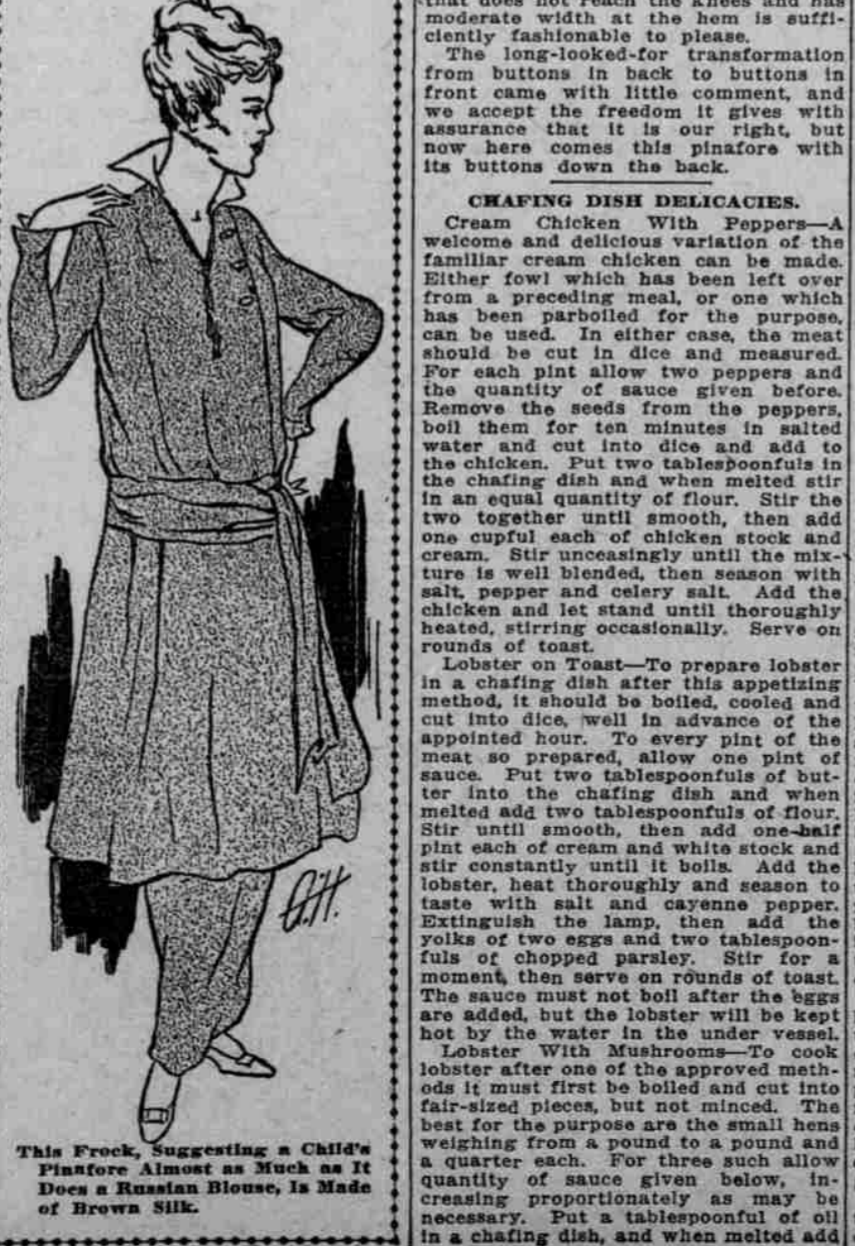 that does not reach the knees and has
moderate width at the hem is suffi-
ciently fashionable to please.
The long-looked-for transformation
from buttons in back to buttons in
front came with little comment, and
we accept the freedom it gives with
assurance that it is our right, but
now here comes this pinafore with
its buttons down the back.
CHAFING DISH DELICACIES.
Cream Chicken With Peppers—A
welcome and delicious variation of the
familiar cream chicken can be made.
Either fowl which has been left over
from a preceding meal, or one which
has been parboiled for the purpose,
can be used. In either case, the meat
should be cut in dice and measured.
For each pint allow two peppers and
the quantity of sauce given before.
Remove the seeds from the peppers,
boil them for ten minutes in salted
water and cut into dice and add to
the chicken. Put two tablespoonfuls in
the chafing dish and when melted stir
in an equal quantity of flour. Stir the
two together until smooth, then add
one cupful each of chicken stock and
cream. Stir unceasingly until the mix-
ture is well blended, then season with
salt, pepper and celery salt. Add the
chicken and let stand until thoroughly
heated, stirring occasionally. Serve on
rounds of toast.
Lobster on Toast—To prepare lobster
in a chafing dish after this appetizing
method, it should be boiled, cooled and
cut into dice, well in advance of the
appointed hour. To every pint of the
meat so prepared, allow one pint of
sauce. Put two tablespoonfuls of but-
ter into the chafing dish and when
melted add two tablespoonfuls of flour.
Stir until smooth, then add one-half
pint each of cream and white stock and
stir constantly until it boils. Add the
lobster, heat thoroughly and season to
taste with salt and cayenne pepper.
Extinguish the lamp, then add the
yolks of two eggs and two tablespoon-
fuls of chopped parsley. Stir for a
moment, then serve on rounds of toast.
The sauce must not boil after the eggs
are added, but the lobster will be kept
hot by the water in the under vessel.
Lobster With Mushrooms—To cook
lobster after one of the approved meth-
ods it must first be boiled and cut into
fair-sized pieces, but not minced. The
best for the purpose are the small hens
weighing from a pound to a pound and
a quarter each. For three such allow
quantity of sauce given below, in-
creasing proportionately as may be
necessary. Put a tablespoonful of oil
in a chafing dish, and when melted add
G.H.
This Frock, Suggesting a Child's
Pinafore Almost as Much as It
Does a Russian Blouse, Is Made
of Brown Silk.